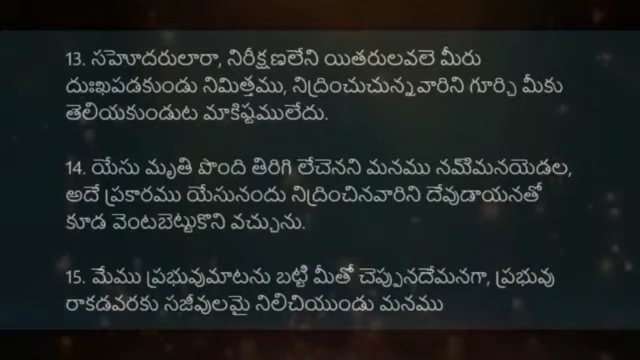 13. సహెూదరులారా, నిరీక్షణలేని యితరులవలె మీరు
దుఃఖపడకుండు నిమిత్తము, నిద్రించుచున్నవారిని గూర్చి మీకు
తెలియకుండుట మాకిష్టములేదు.
14. యేసు మృతి పొంది తిరిగి లేచెనని మనము నమ్మినయెడల,
అదే ప్రకారము యేసునందు నిద్రించినవారిని దేవుడాయనతో
కూడ వెంటబెట్టుకొని వచ్చును.
15. మేము ప్రభువుమాటను బట్టి మీతో చెప్పునదేమనగా, ప్రభువు
రాకడవరకు సజీవులమై నిలిచియుండు మనము